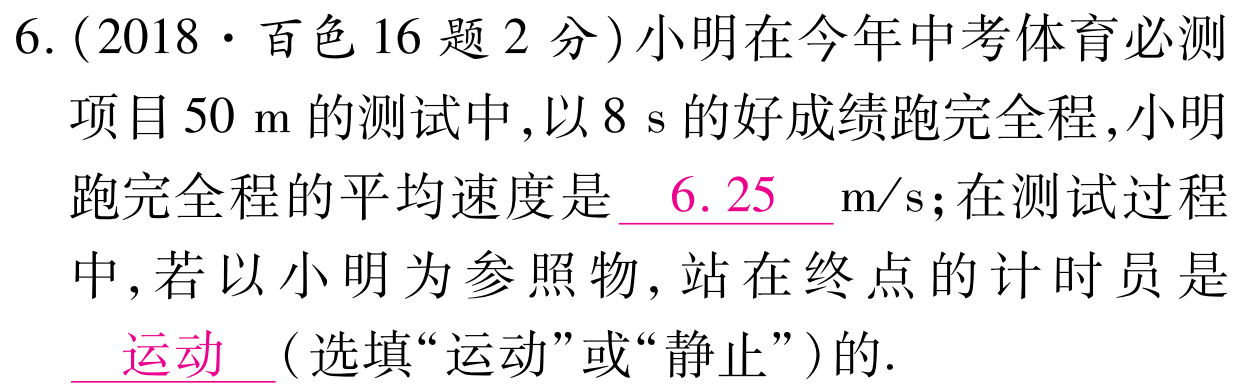 6. (2018·百色16题2分)小明在今年中考体育必测
项目50 m的测试中,以8 s的好成绩跑完全程,小明
跑完全程的平均速度是 6.25 m/s;在测试过程
中,若以小明为参照物,站在终点的计时员是
运动 (选填“运动”或“静止”)的.